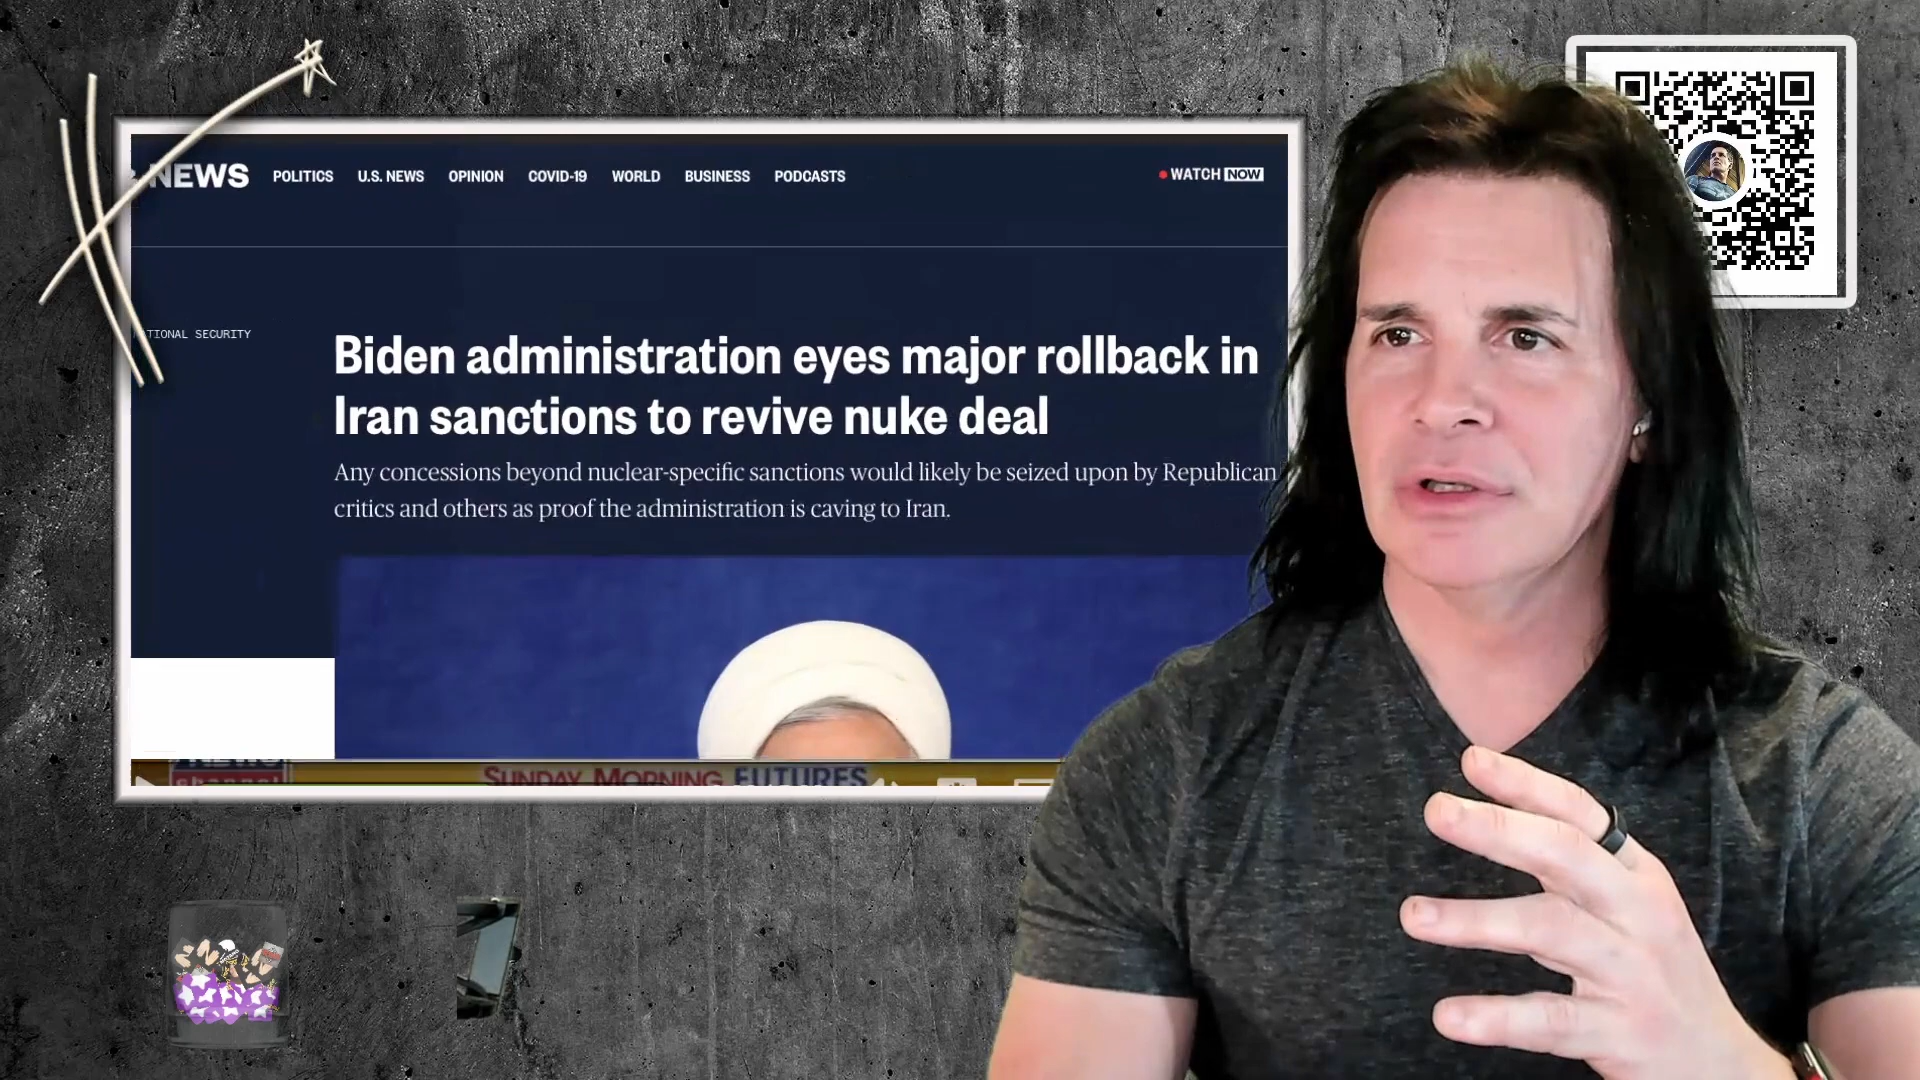 NEWS
POLITICS U.S. NEWS OPINION COVID-19 WORLD BUSINESS PODCASTS
WATCH NOW
TIONAL SECURITY
Biden administration eyes major rollback in
Iran sanctions to revive nuke deal
Any concessions beyond nuclear-specific sanctions would likely be seized upon by Republican
critics and others as proof the administration is caving to Iran.
NEWS
channel
SUNDAY MORNING FUTURES